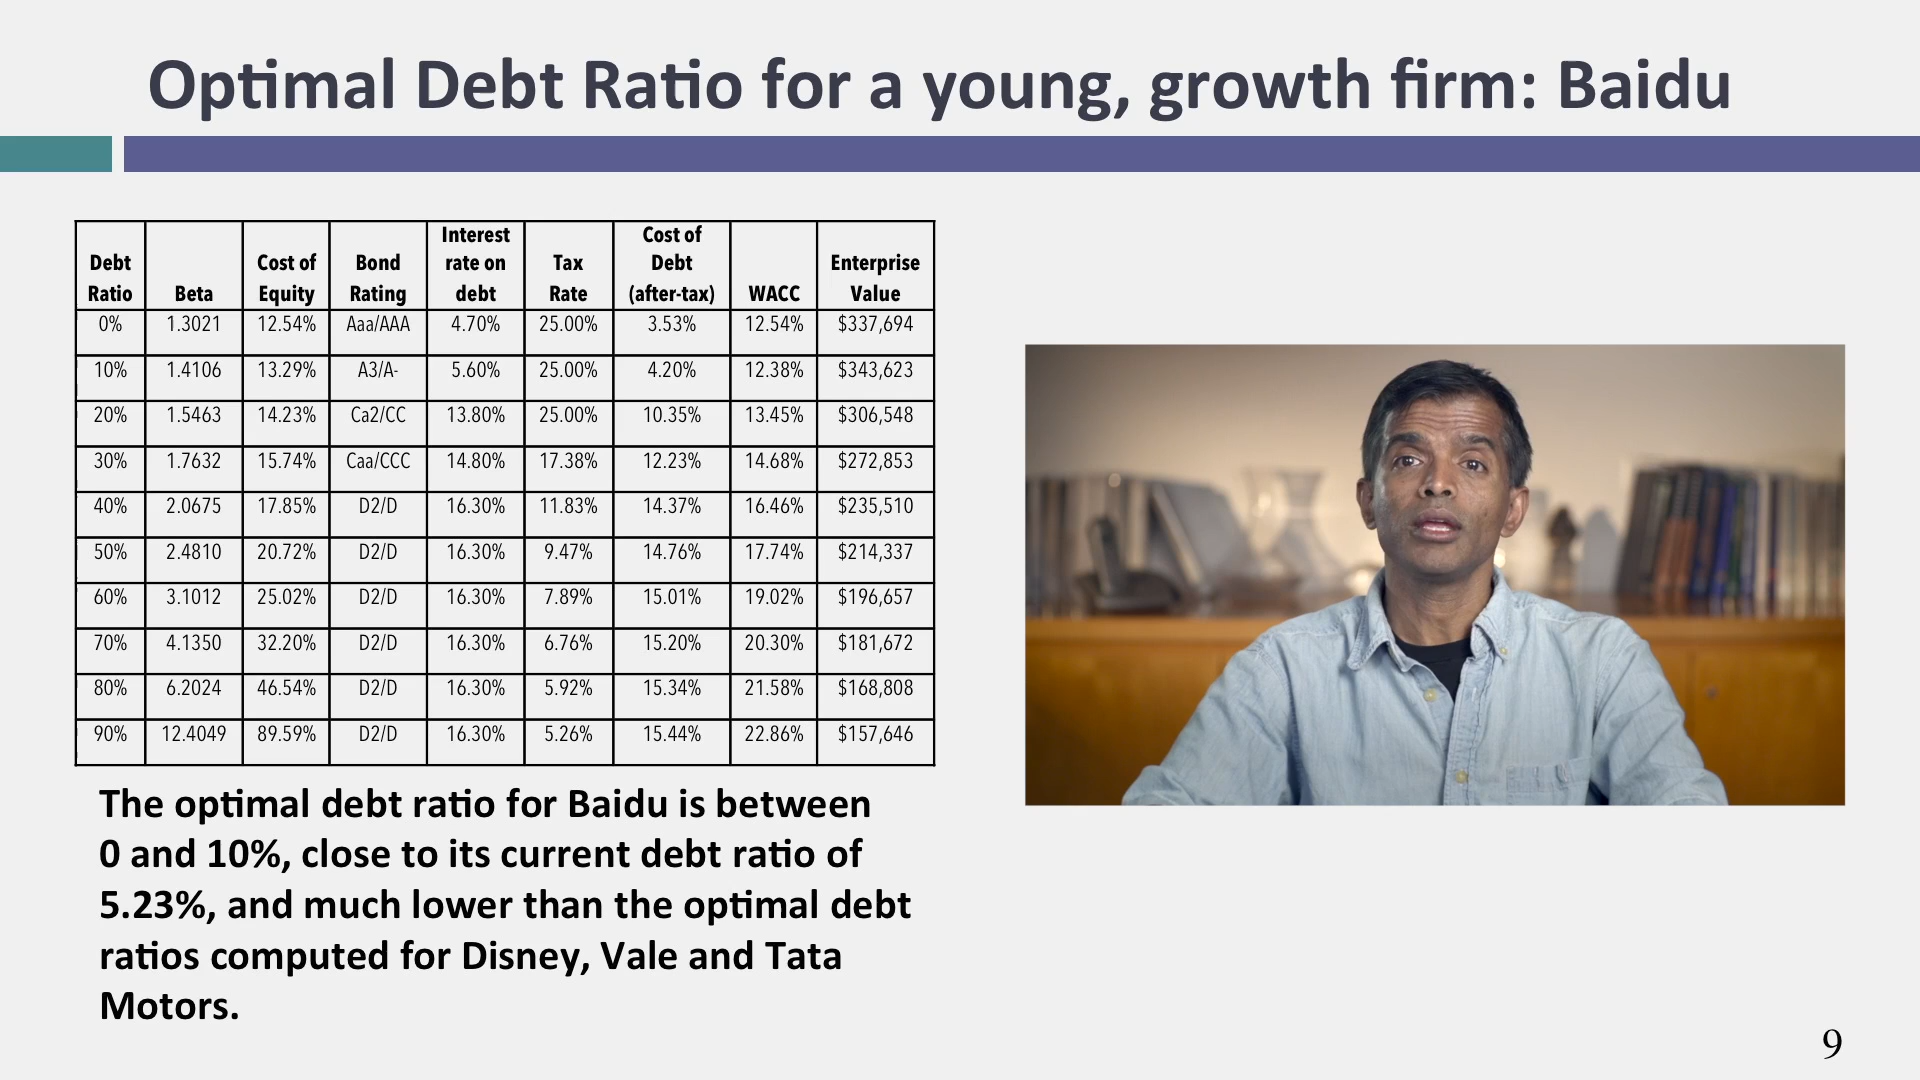 Optimal Debt Ratio for a young, growth firm: Baidu
Debt Ratio Beta Cost of Equity Bond Rating Interest rate on debt Tax Rate Cost of Debt (after-tax) WACC Enterprise Value
0% 1.3021 12.54% Aaa/AAA 4.70% 25.00% 3.53% 12.54% $337,694
10% 1.4106 13.29% A3/A- 5.60% 25.00% 4.20% 12.38% $343,623
20% 1.5463 14.23% Ca2/CC 13.80% 25.00% 10.35% 13.45% $306,548
30% 1.7632 15.74% Caa/CCC 14.80% 17.38% 12.23% 14.68% $272,853
40% 2.0675 17.85% D2/D 16.30% 11.83% 14.37% 16.46% $235,510
50% 2.4810 20.72% D2/D 16.30% 9.47% 14.76% 17.74% $214,337
60% 3.1012 25.02% D2/D 16.30% 7.89% 15.01% 19.02% $196,657
70% 4.1350 32.20% D2/D 16.30% 6.76% 15.20% 20.30% $181,672
80% 6.2024 46.54% D2/D 16.30% 5.92% 15.34% 21.58% $168,808
90% 12.4049 89.59% D2/D 16.30% 5.26% 15.44% 22.86% $157,646
The optimal debt ratio for Baidu is between
0 and 10%, close to its current debt ratio of
5.23%, and much lower than the optimal debt
ratios computed for Disney, Vale and Tata
Motors.
9